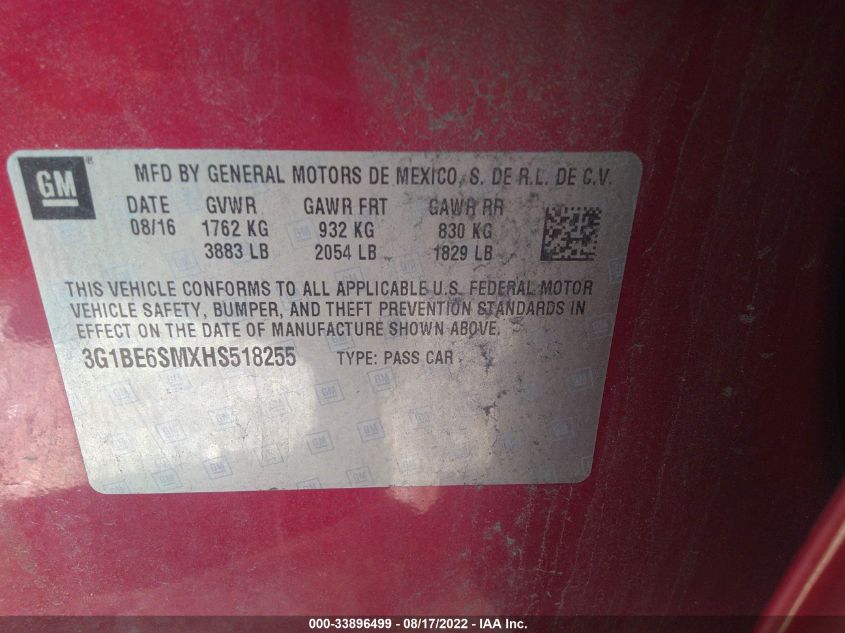 GM ® MFD BY GENERAL MOTORS DE MEXICO, S. DE R.L. DE C.V.
DATE GVWR GAWR FRT GAWR RR
08/16 1762 KG 932 KG 830 KG
3883 LB 2054 LB 1829 LB
THIS VEHICLE CONFORMS TO ALL APPLICABLE U.S. FEDERAL MOTOR
VEHICLE SAFETY, BUMPER, AND THEFT PREVENTION STANDARDS IN
EFFECT ON THE DATE OF MANUFACTURE SHOWN ABOVE.
3G1BE6SMXHS518255 TYPE: PASS CAR
000-33896499 - 08/17/2022 - IAA Inc.